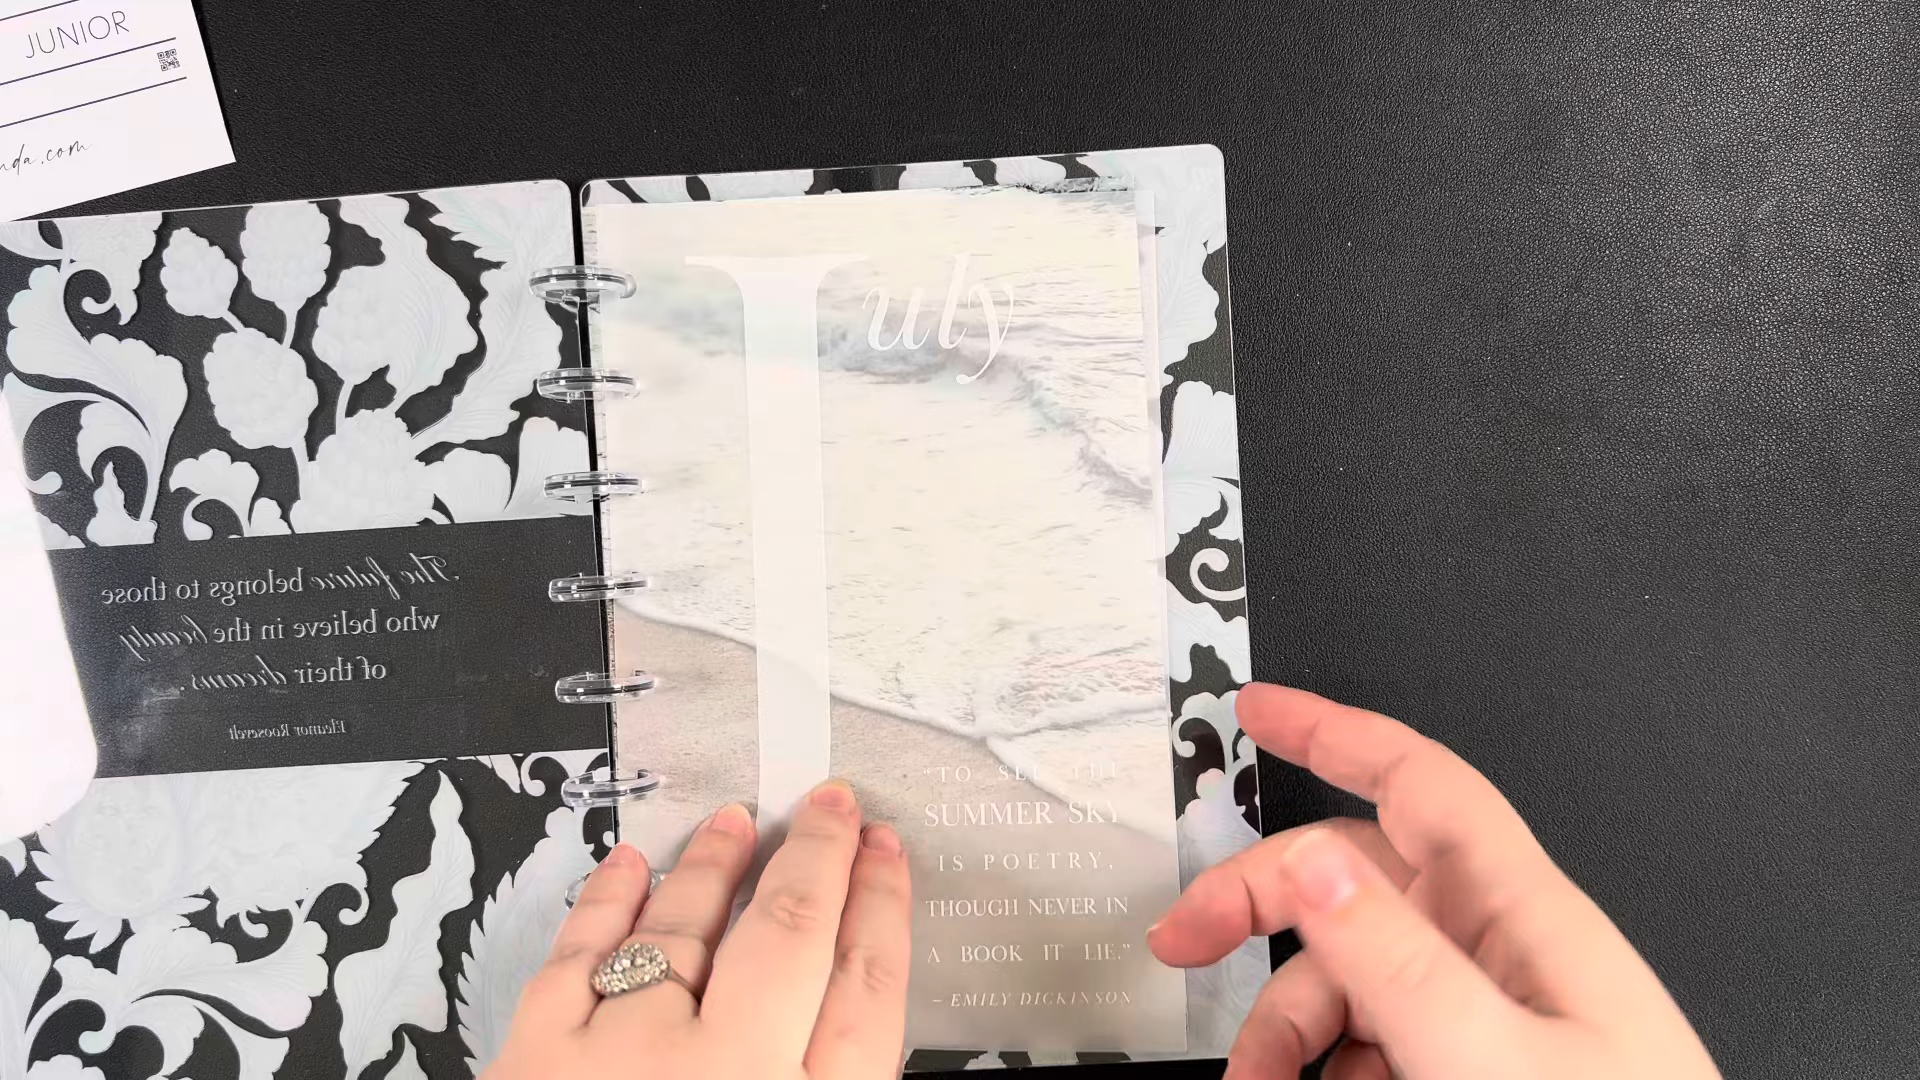 JUNIOR
nda.com
The future belongs to those
who believe in the beauty
of their dreams.
Eleanor Roosevelt
July
"TO SEE THE
SUMMER SKY
IS POETRY,
THOUGH NEVER IN
A BOOK IT LIE."
– EMILY DICKINSON